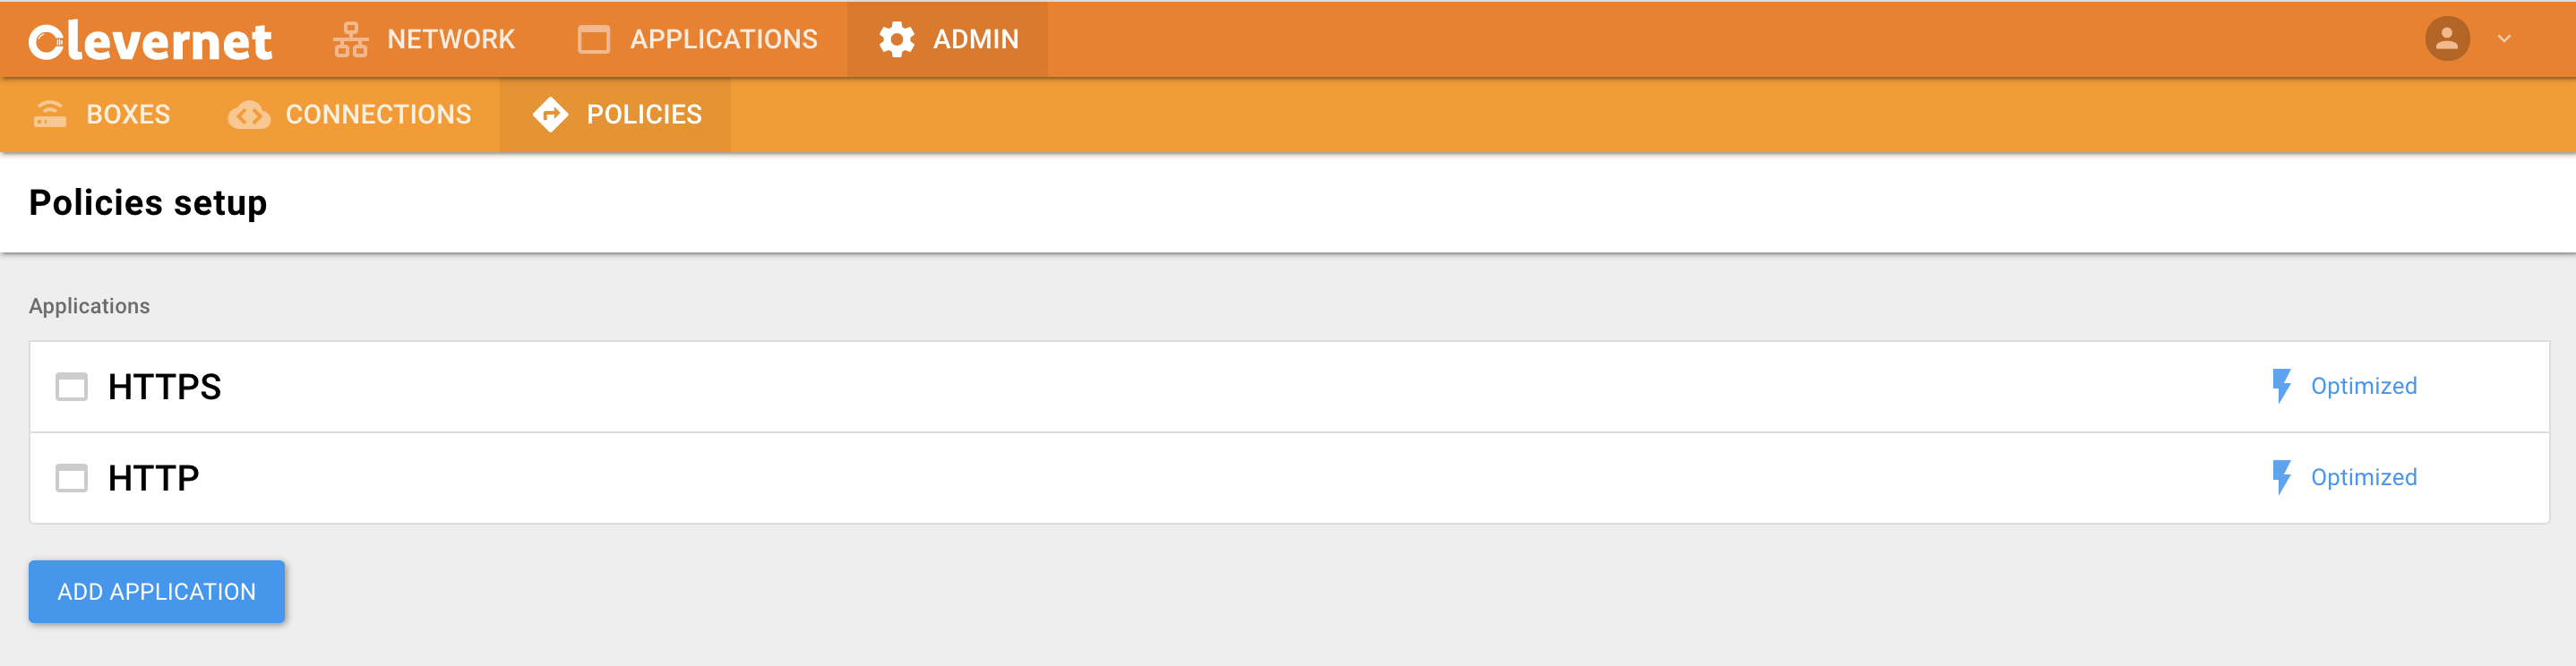 Clevernet NETWORK APPLICATIONS ADMIN
BOXES CONNECTIONS POLICIES
Policies setup
Applications
HTTPS Optimized
HTTP Optimized
ADD APPLICATION